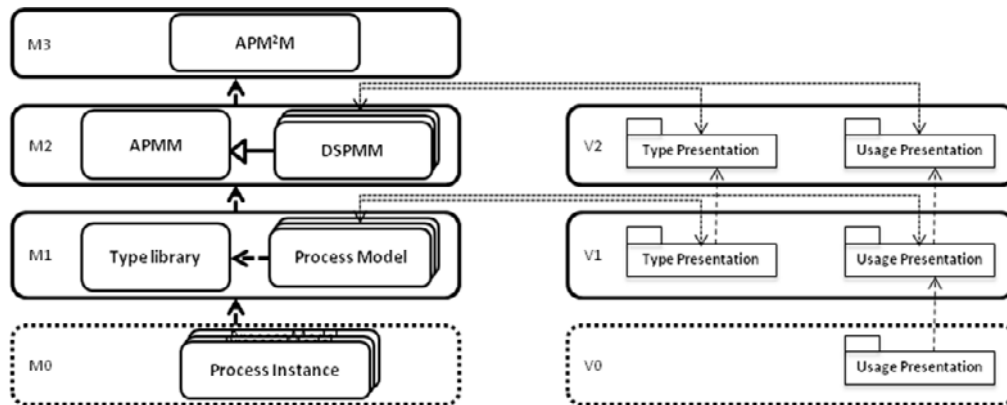 M3
APM²M
M2
APMM
DSPMM
V2
Type Presentation
Usage Presentation
M1
Type library
Process Model
V1
Type Presentation
Usage Presentation
M0
Process Instance
V0
Usage Presentation